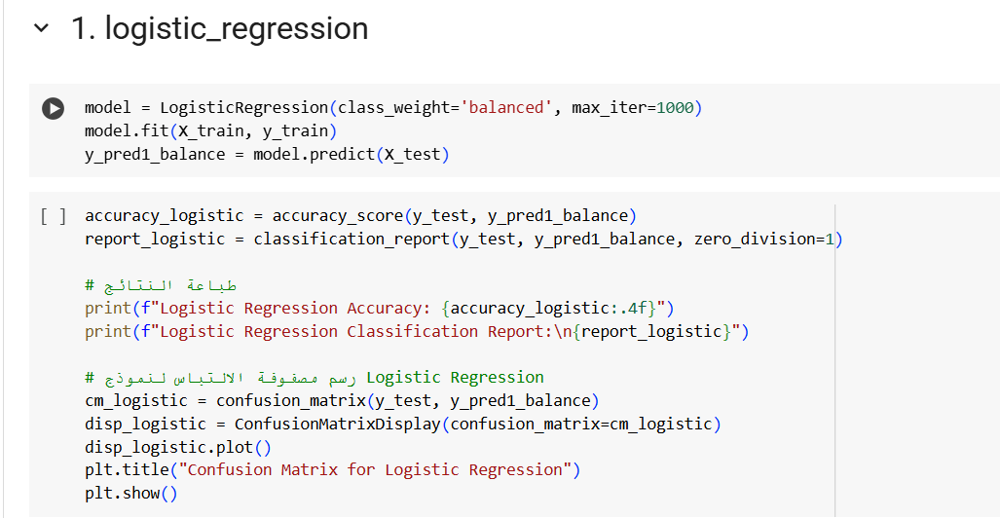 1. logistic_regression
model = LogisticRegression(class_weight='balanced', max_iter=1000)
model.fit(X_train, y_train)
y_pred1_balance = model.predict(X_test)
[ ] accuracy_logistic = accuracy_score(y_test, y_pred1_balance)
report_logistic = classification_report(y_test, y_pred1_balance, zero_division=1)
# طباعة النتائج
print(f"Logistic Regression Accuracy: {accuracy_logistic:.4f}")
print(f"Logistic Regression Classification Report:\n{report_logistic}")
# رسم مصفوفة الالتباس لنموذج Logistic Regression
cm_logistic = confusion_matrix(y_test, y_pred1_balance)
disp_logistic = ConfusionMatrixDisplay(confusion_matrix=cm_logistic)
disp_logistic.plot()
plt.title("Confusion Matrix for Logistic Regression")
plt.show()